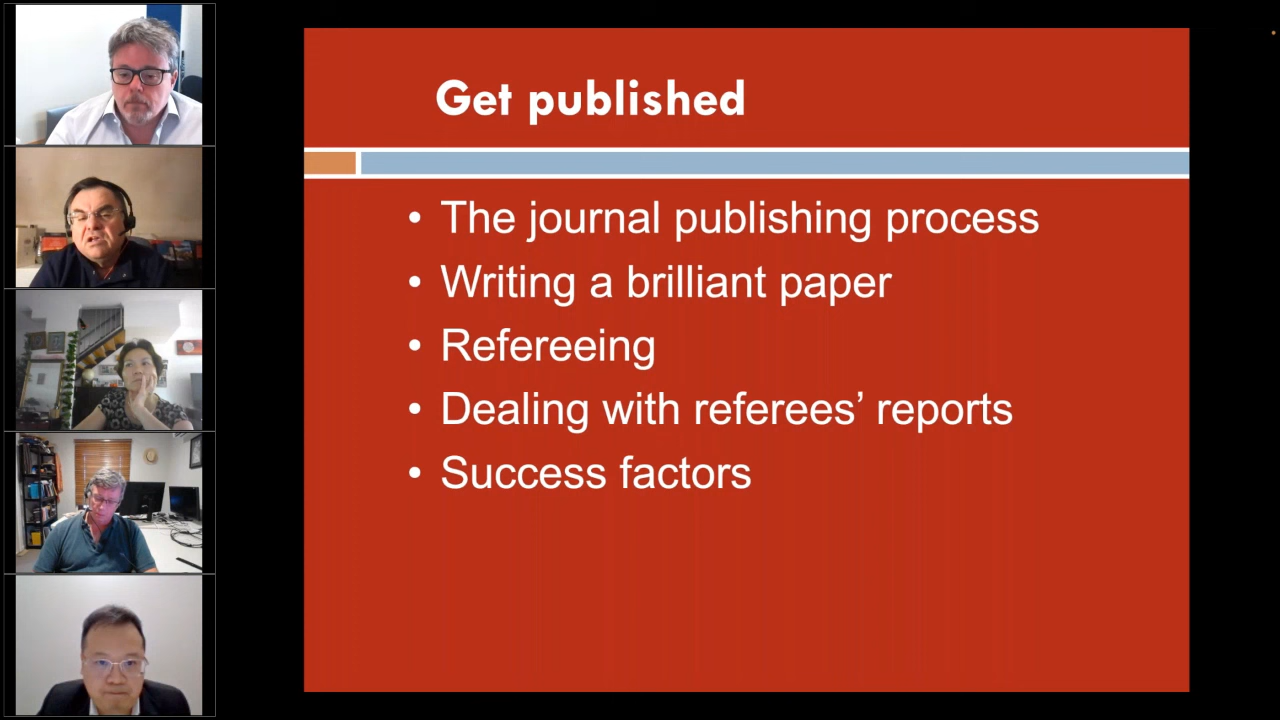 Get published
• The journal publishing process
• Writing a brilliant paper
• Refereeing
• Dealing with referees’ reports
• Success factors